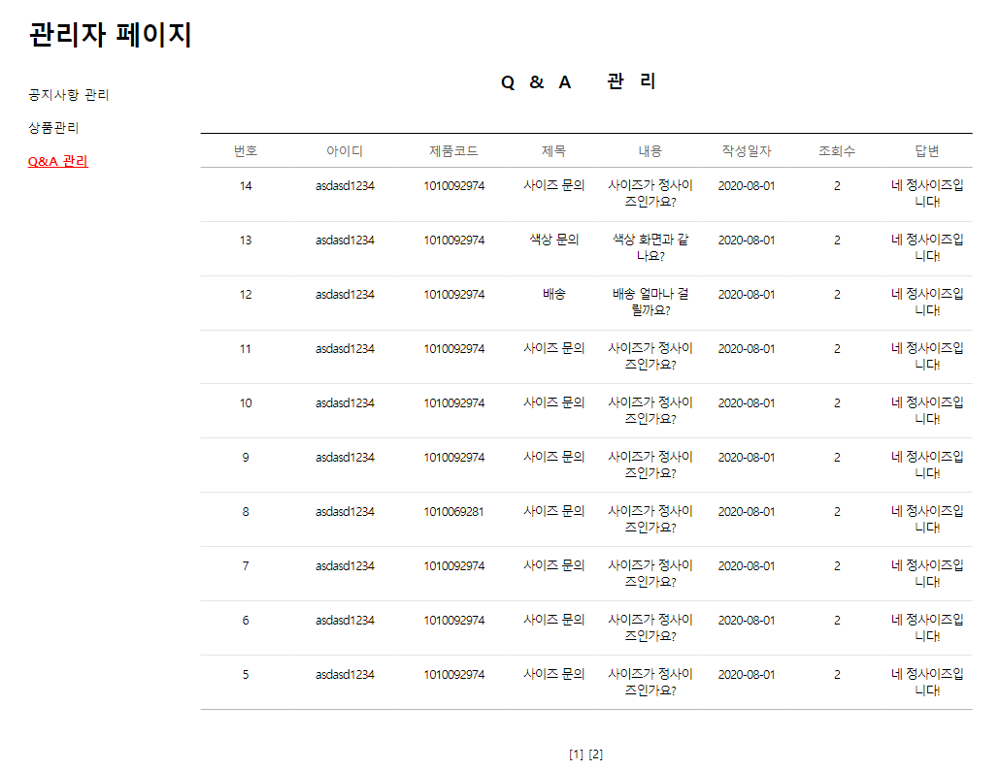 관리자 페이지
Q & A 관 리
공지사항 관리
상품관리
Q&A 관리
번호 아이디 제품코드 제목 내용 작성일자 조회수 답변
14 asdasd1234 1010092974 사이즈 문의 사이즈가 정사이 2020-08-01 2 네 정사이즈입
즈인가요? 니다!
13 asdasd1234 1010092974 색상 문의 색상 화면과 같 2020-08-01 2 네 정사이즈입
나요? 니다!
12 asdasd1234 1010092974 배송 배송 얼마나 걸 2020-08-01 2 네 정사이즈입
릴까요? 니다!
11 asdasd1234 1010092974 사이즈 문의 사이즈가 정사이 2020-08-01 2 네 정사이즈입
즈인가요? 니다!
10 asdasd1234 1010092974 사이즈 문의 사이즈가 정사이 2020-08-01 2 네 정사이즈입
즈인가요? 니다!
9 asdasd1234 1010092974 사이즈 문의 사이즈가 정사이 2020-08-01 2 네 정사이즈입
즈인가요? 니다!
8 asdasd1234 1010069281 사이즈 문의 사이즈가 정사이 2020-08-01 2 네 정사이즈입
즈인가요? 니다!
7 asdasd1234 1010092974 사이즈 문의 사이즈가 정사이 2020-08-01 2 네 정사이즈입
즈인가요? 니다!
6 asdasd1234 1010092974 사이즈 문의 사이즈가 정사이 2020-08-01 2 네 정사이즈입
즈인가요? 니다!
5 asdasd1234 1010092974 사이즈 문의 사이즈가 정사이 2020-08-01 2 네 정사이즈입
즈인가요? 니다!
[1] [2]